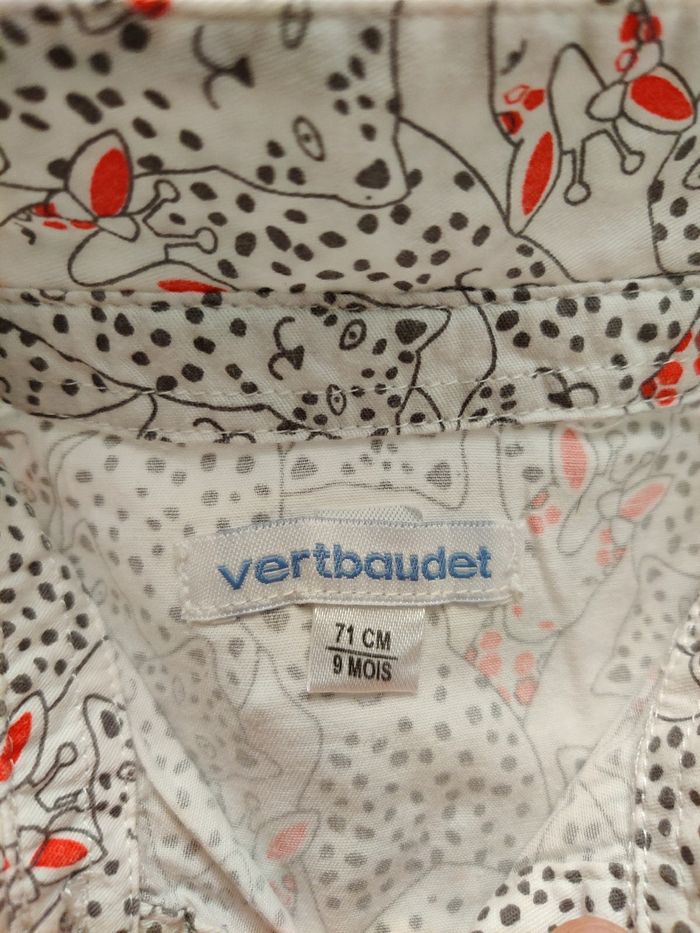 vertbaudet
71 CM
9 MOIS